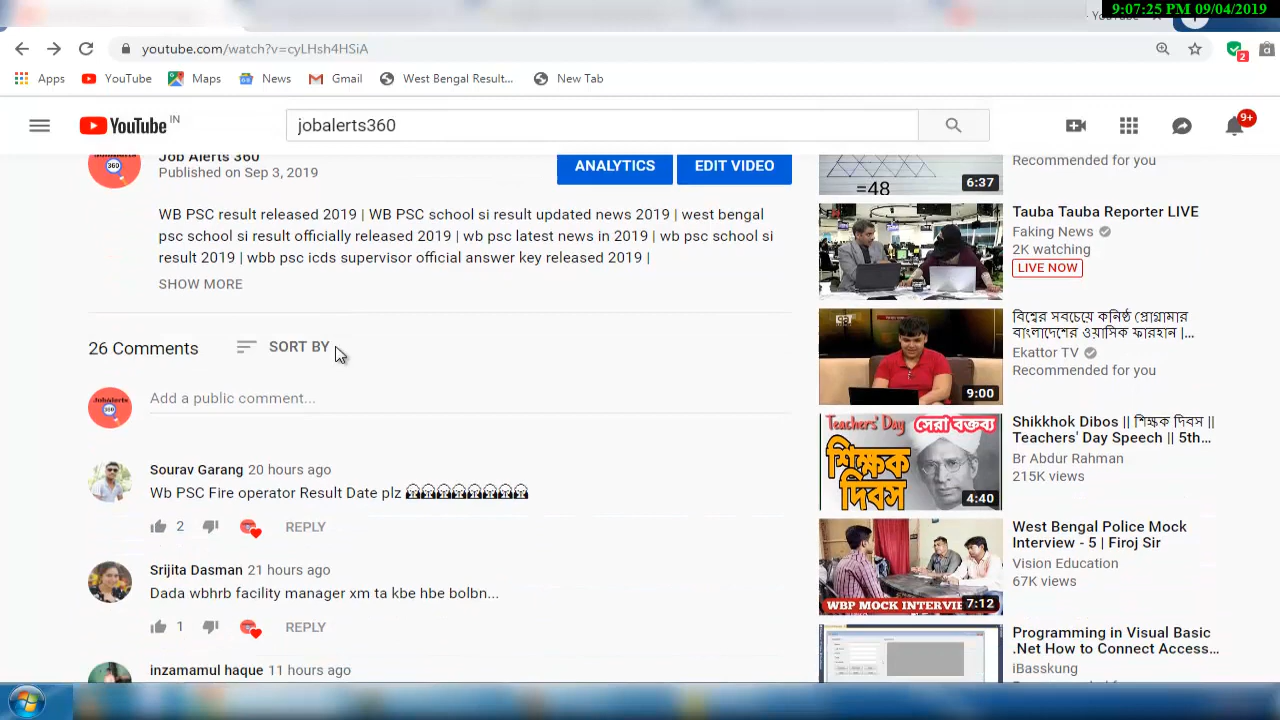 9:07:25 PM 09/04/2019
YouTube
youtube.com/watch?v=cyLHsh4HSiA
2
Apps YouTube Maps News Gmail West Bengal Result... New Tab
YouTube IN
jobalerts360
9+
Job Alerts 360
Published on Sep 3, 2019
ANALYTICS
EDIT VIDEO
WB PSC result released 2019 | WB PSC school si result updated news 2019 | west bengal
psc school si result officially released 2019 | wb psc latest news in 2019 | wb psc school si
result 2019 | wbb psc icds supervisor official answer key released 2019 |
SHOW MORE
26 Comments
SORT BY
JobAlerts
360
Add a public comment...
Sourav Garang 20 hours ago
Wb PSC Fire operator Result Date plz
2
REPLY
Srijita Dasman 21 hours ago
Dada wbhrb facility manager xm ta kbe hbe bolbn...
1
REPLY
inzamamul haque 11 hours ago
=48
6:37
Recommended for you
Tauba Tauba Reporter LIVE
Faking News
2K watching
LIVE NOW
9:00
বিশ্বের সবচেয়ে কনিষ্ঠ প্রোগ্রামার
বাংলাদেশের ওয়াসিক ফারহান |...
Ekattor TV
Recommended for you
Teachers' Day
সেরা বক্তব্য
শিক্ষক
দিবস
4:40
Shikkhok Dibos || শিক্ষক দিবস ||
Teachers' Day Speech || 5th...
Br Abdur Rahman
215K views
WBP MOCK INTERVIE
7:12
West Bengal Police Mock
Interview - 5 | Firoj Sir
Vision Education
67K views
Programming in Visual Basic
.Net How to Connect Access...
iBasskung